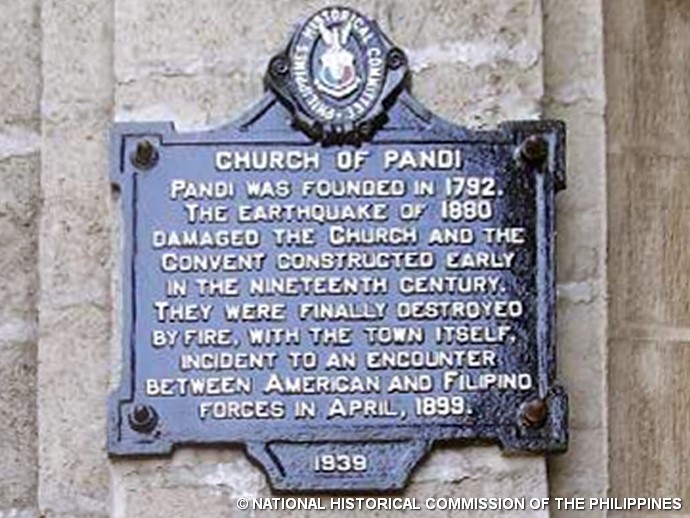 PHILIPPINES HISTORICAL COMMITTEE
CHURCH OF PANDI
PANDI WAS FOUNDED IN 1792.
THE EARTHQUAKE OF 1880
DAMAGED THE CHURCH AND THE
CONVENT CONSTRUCTED EARLY
IN THE NINETEENTH CENTURY.
THEY WERE FINALLY DESTROYED
BY FIRE, WITH THE TOWN ITSELF,
INCIDENT TO AN ENCOUNTER
BETWEEN AMERICAN AND FILIPINO
FORCES IN APRIL, 1899.
1939
© NATIONAL HISTORICAL COMMISSION OF THE PHILIPPINES